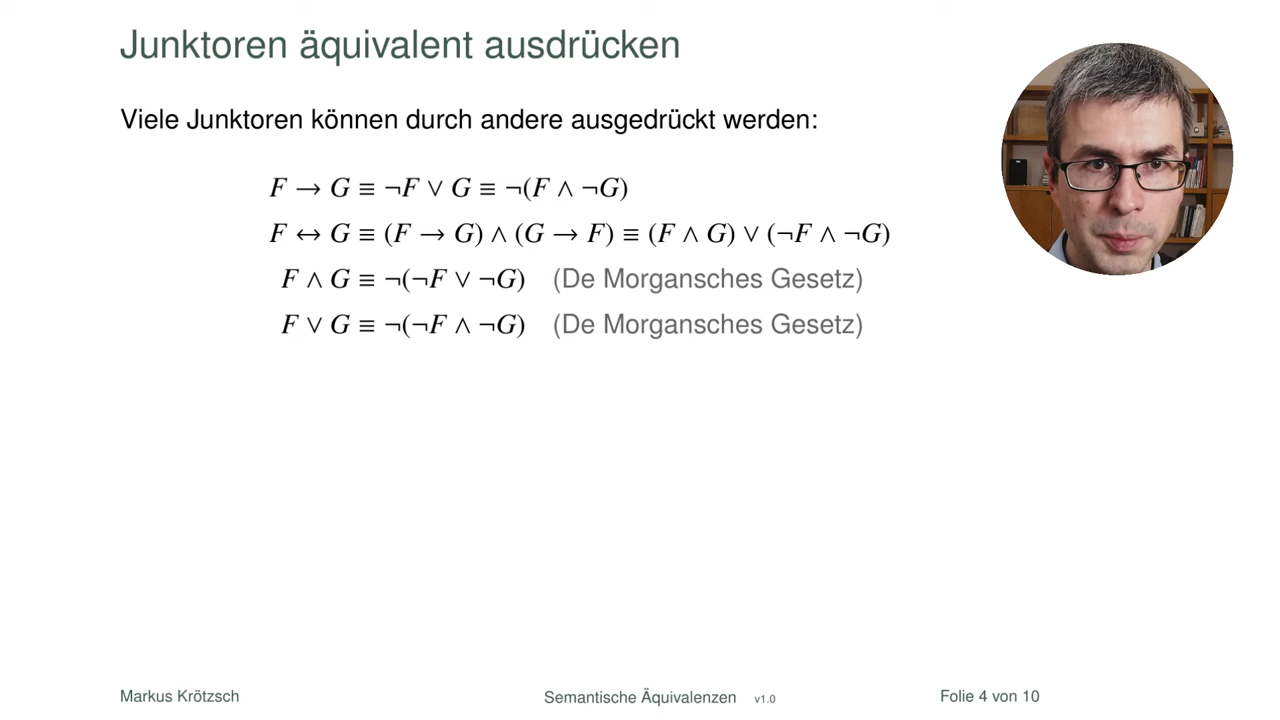 Junktoren äquivalent ausdrücken
Viele Junktoren können durch andere ausgedrückt werden:
F → G ≡ ¬F ∨ G ≡ ¬(F ∧ ¬G)
F ↔ G ≡ (F → G) ∧ (G → F) ≡ (F ∧ G) ∨ (¬F ∧ ¬G)
F ∧ G ≡ ¬(¬F ∨ ¬G) (De Morgansches Gesetz)
F ∨ G ≡ ¬(¬F ∧ ¬G) (De Morgansches Gesetz)
Markus Krötzsch Semantische Äquivalenzen v1.0 Folie 4 von 10